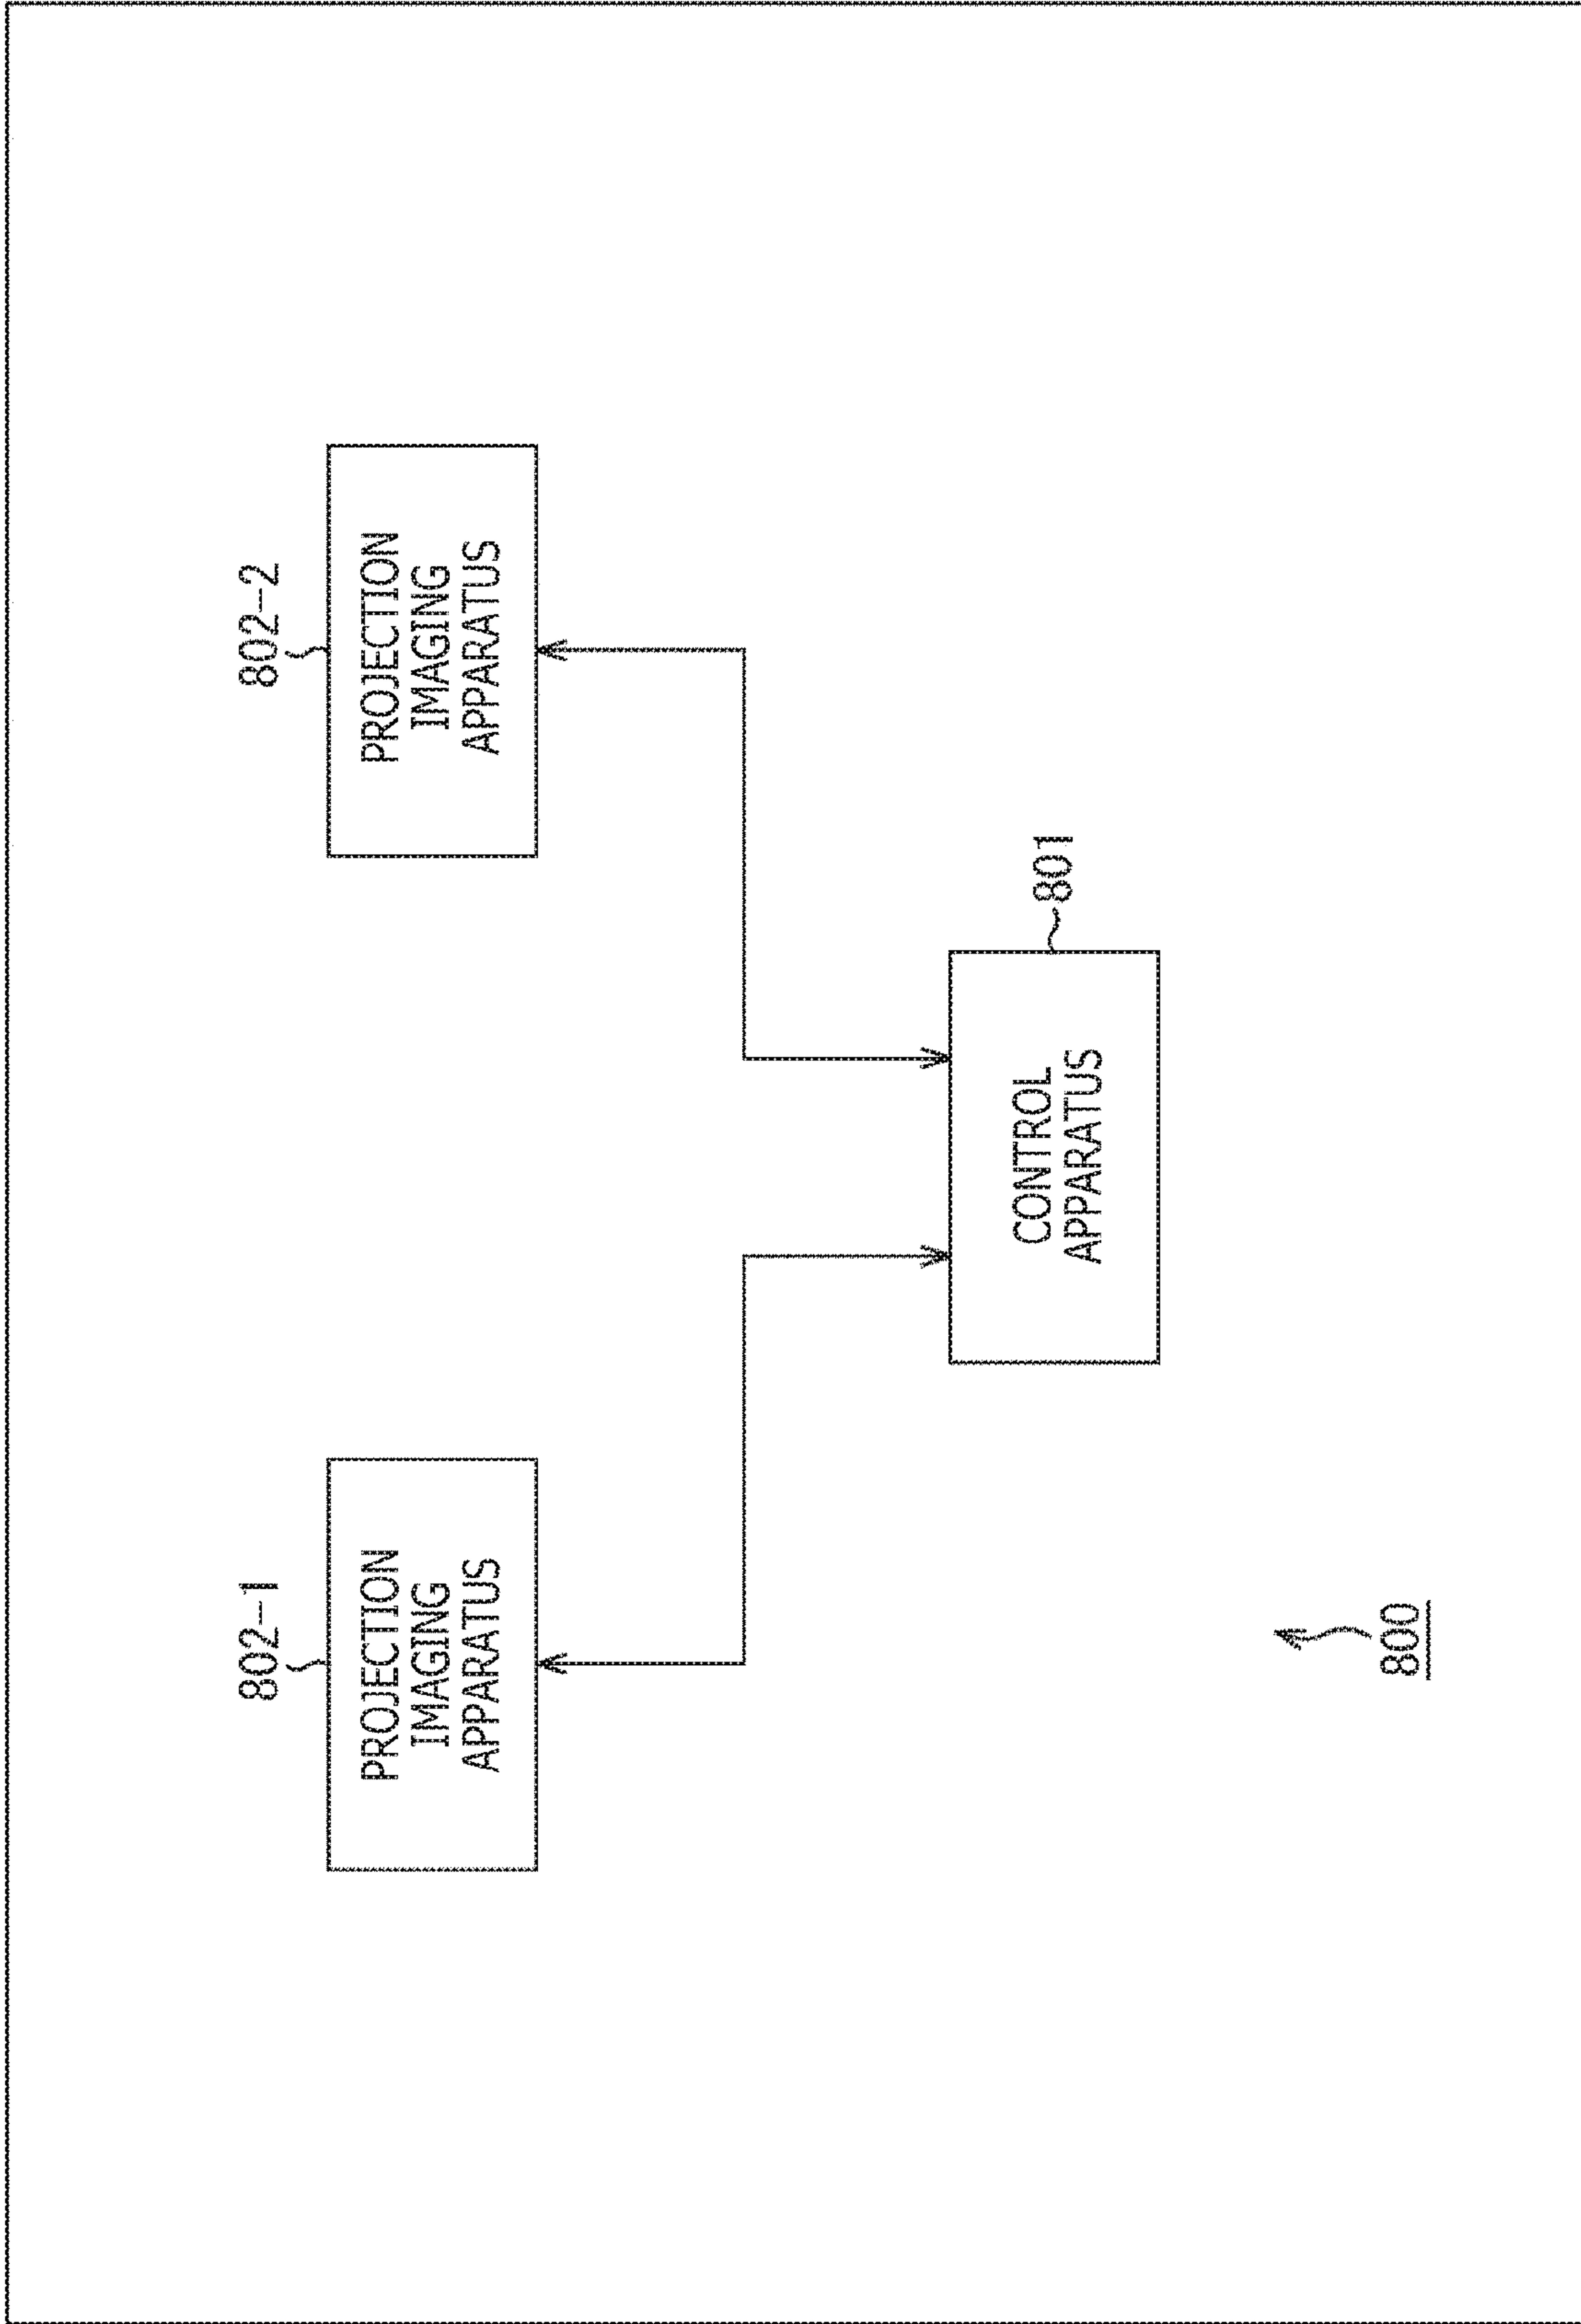 802-1
PROJECTION
IMAGING
APPARATUS
802-2
PROJECTION
IMAGING
APPARATUS
CONTROL
APPARATUS
801
800